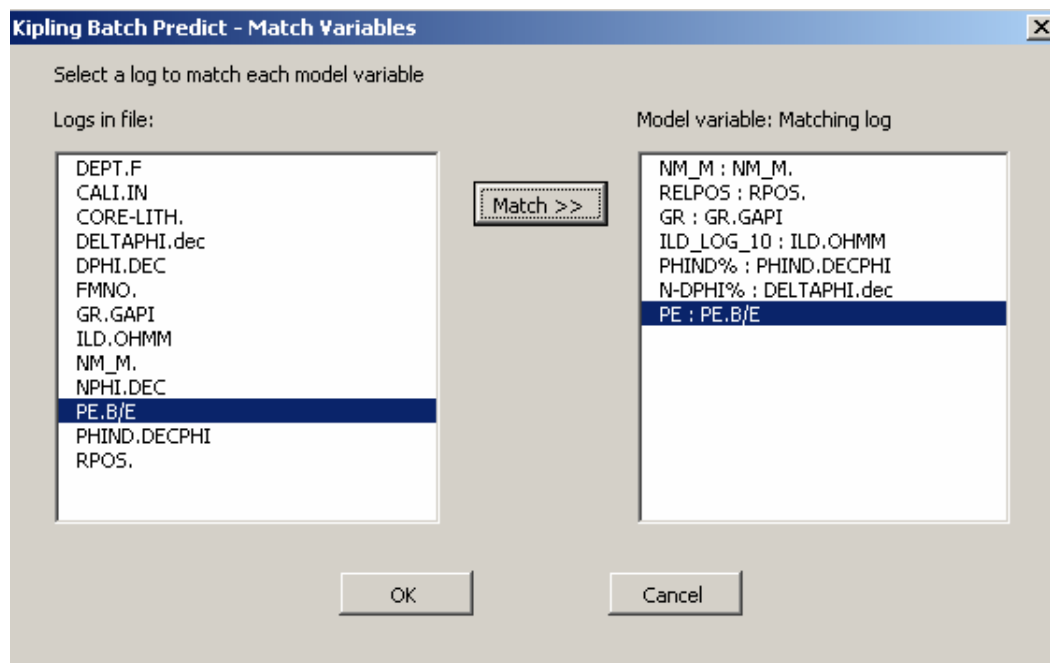 Kipling Batch Predict - Match Variables
Select a log to match each model variable
Logs in file:
DEPT.F
CALI.IN
CORE-LITH.
DELTAPHI.dec
DPHI.DEC
FMNO.
GR.GAPI
ILD.OHMM
NM_M.
NPHI.DEC
PE.B/E
PHIND.DECPHI
RPOS.
Match >>
Model variable: Matching log
NM_M : NM_M.
RELPOS : RPOS.
GR : GR.GAPI
ILD_LOG_10 : ILD.OHMM
PHIND% : PHIND.DECPHI
N-DPHI% : DELTAPHI.dec
PE : PE.B/E
OK
Cancel